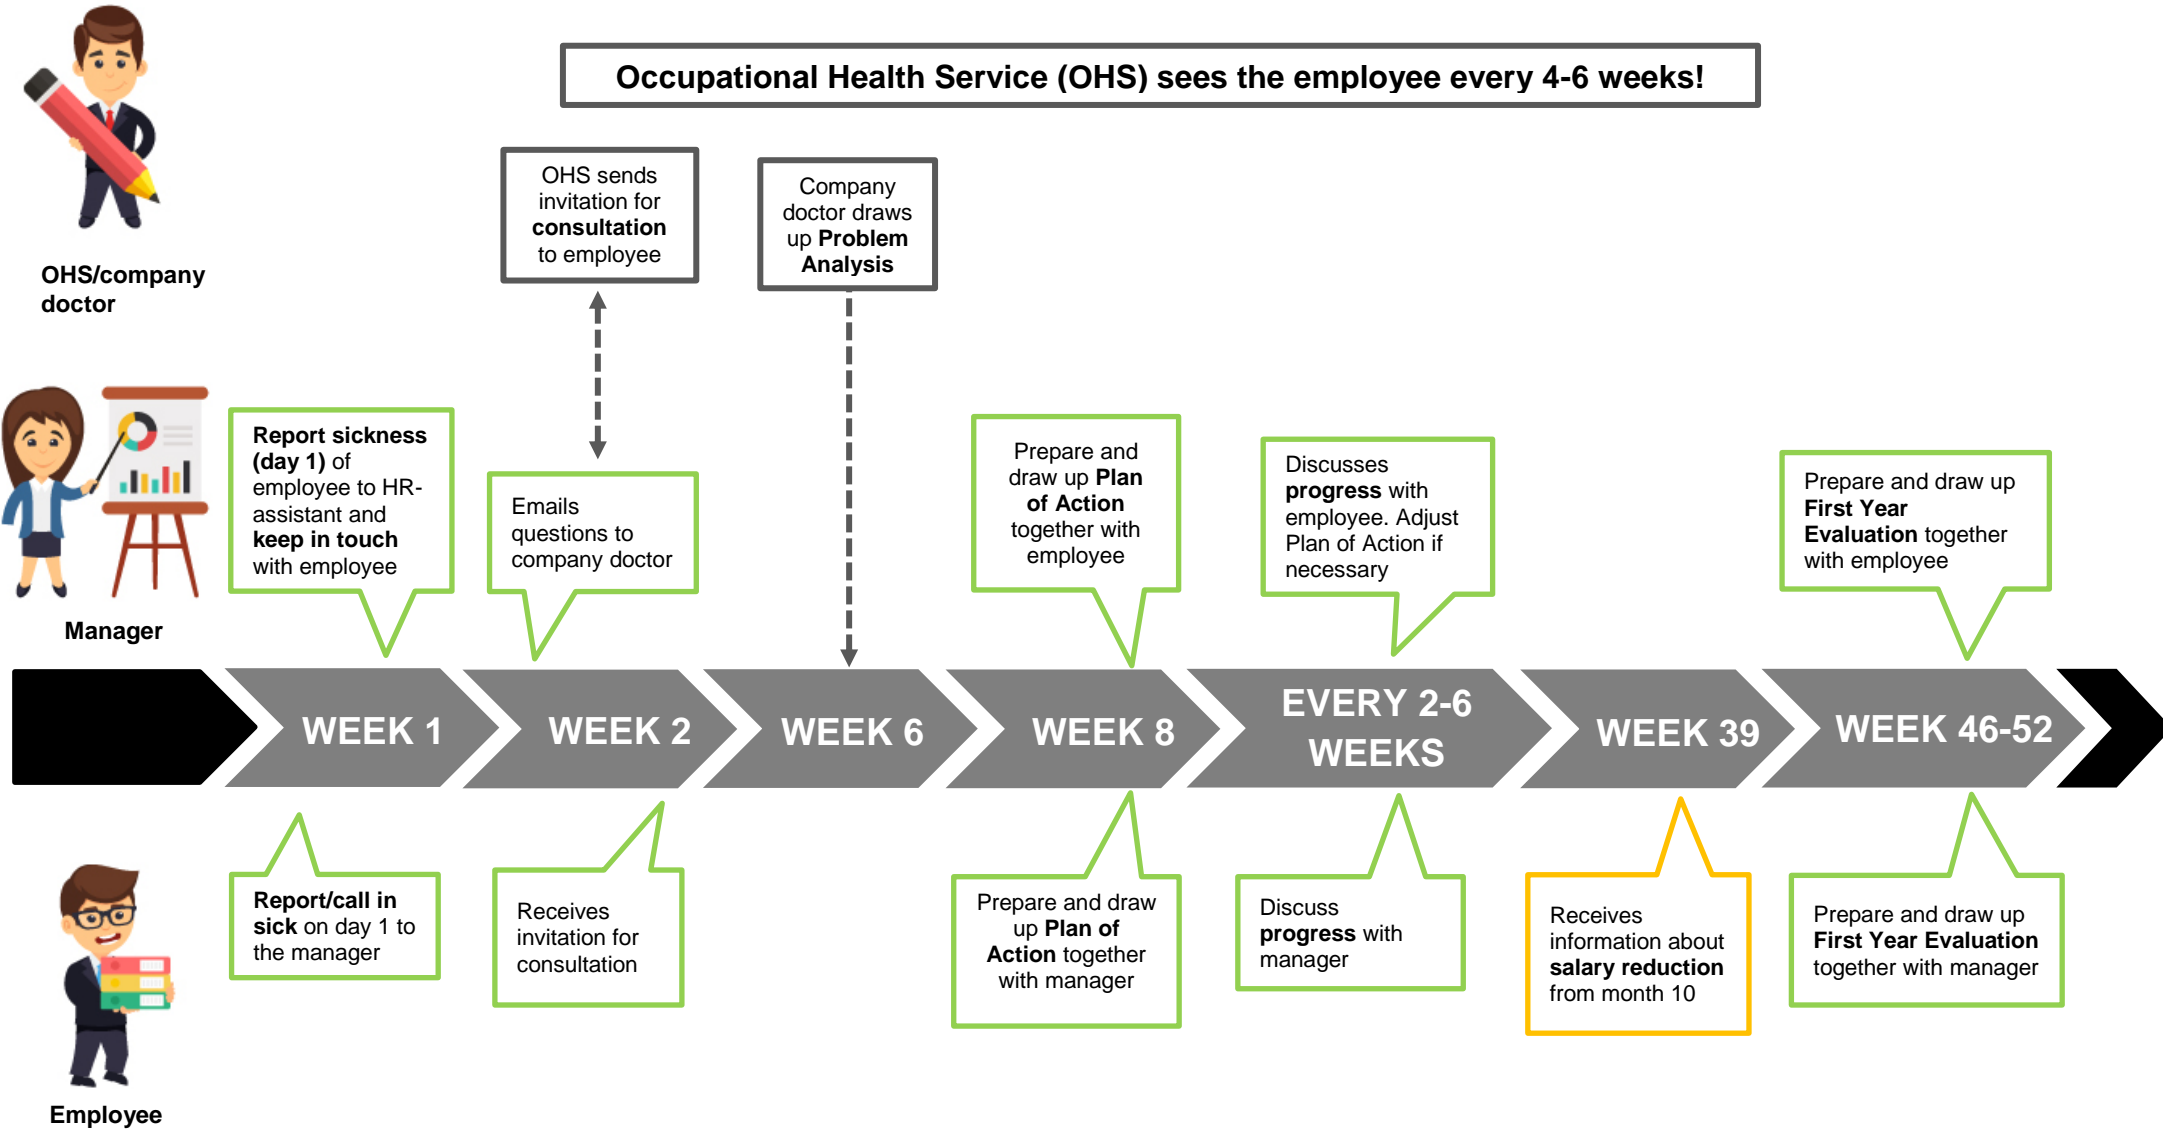 Occupational Health Service (OHS) sees the employee every 4-6 weeks!
OHS sends
invitation for
consultation
to employee
Company
doctor draws
up Problem
Analysis
OHS/company
doctor
Report sickness
(day 1) of
employee to HR-
assistant and
keep in touch
with employee
Emails
questions to
company doctor
Prepare and
draw up Plan
of Action
together with
employee
Discusses
progress with
employee. Adjust
Plan of Action if
necessary
Prepare and draw up
First Year
Evaluation together
with employee
Manager
WEEK 1
WEEK 2
WEEK 6
WEEK 8
EVERY 2-6
WEEKS
WEEK 39
WEEK 46-52
Report/call in
sick on day 1 to
the manager
Receives
invitation for
consultation
Prepare and draw
up Plan of
Action together
with manager
Discuss
progress with
manager
Receives
information about
salary reduction
from month 10
Prepare and draw up
First Year Evaluation
together with manager
Employee